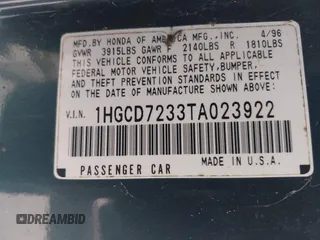 MFD. BY HONDA OF AMERICA MFG., INC. 4/96
GVWR 3915LBS GAWR F 2140LBS R 1810LBS
THIS VEHICLE CONFORMS TO ALL APPLICABLE
FEDERAL MOTOR VEHICLE SAFETY, BUMPER,
AND THEFT PREVENTION STANDARDS IN EFFECT
ON THE DATE OF MANUFACTURE SHOWN ABOVE.
V.I.N. 1HGCD7233TA023922
PASSENGER CAR MADE IN U.S.A.
DREAMBID